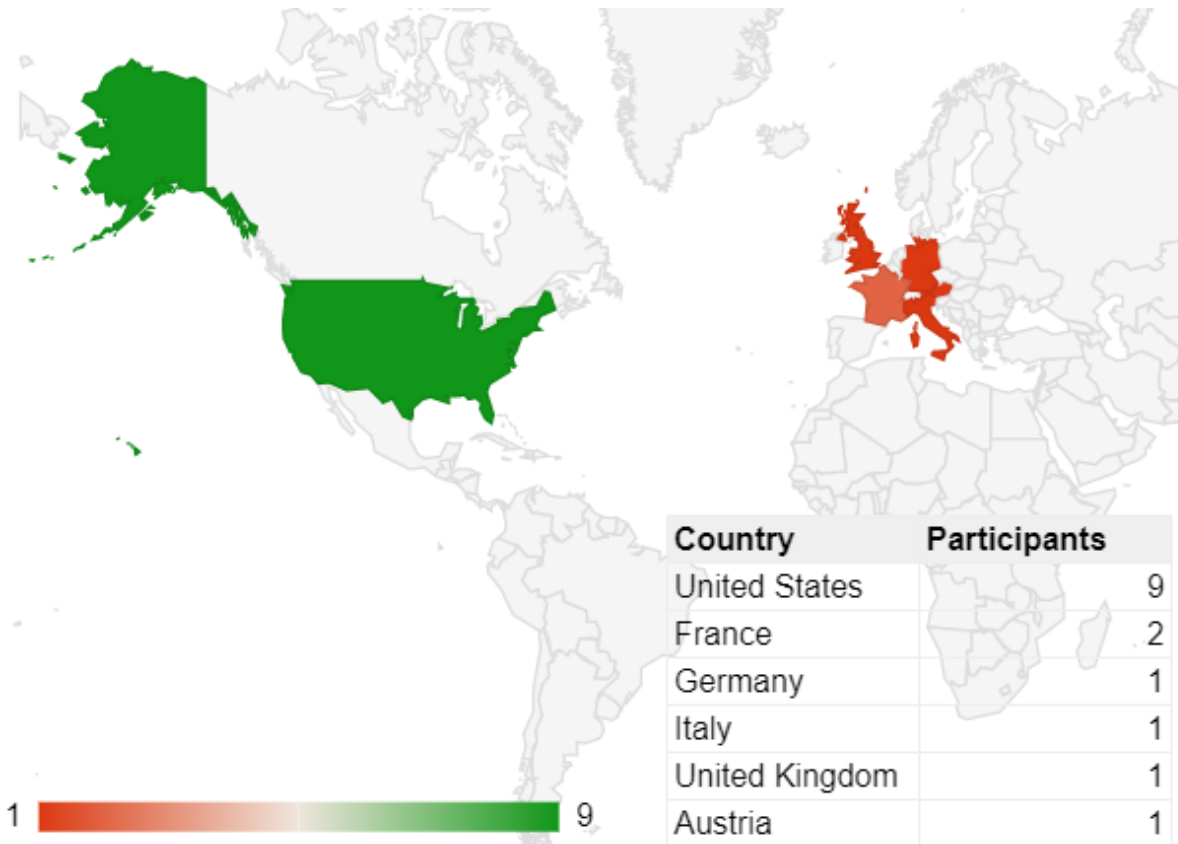 Country Participants
United States 9
France 2
Germany 1
Italy 1
United Kingdom 1
Austria 1
1 9